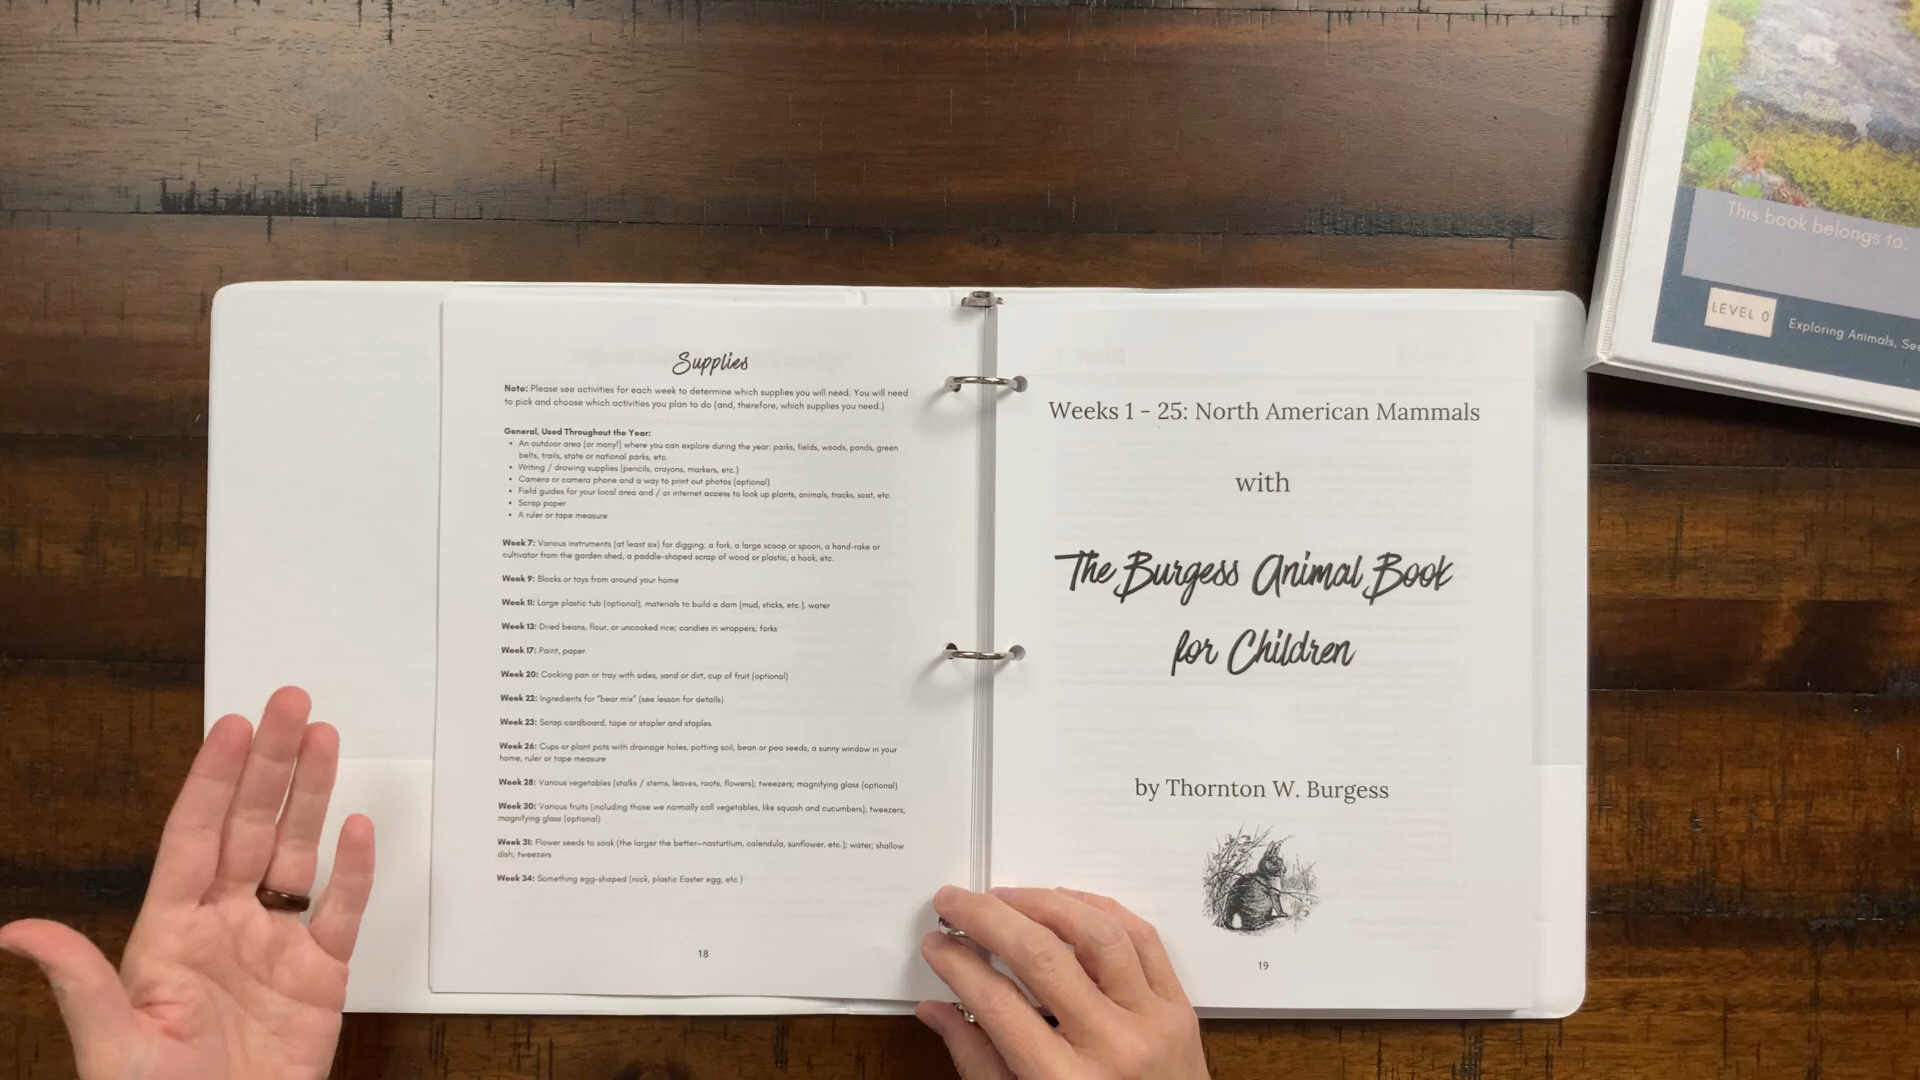 Supplies
Note: Please see activities for each week to determine which supplies you will need. You will need
to pick and choose which activities you plan to do (and, therefore, which supplies you need.)
General, Used Throughout the Year:
• An outdoor area (or many!) where you can explore during the year: parks, fields, woods, ponds, green
belts, trails, state or national parks, etc.
• Writing / drawing supplies (pencils, crayons, markers, etc.)
• Camera or camera phone and a way to print out photos (optional)
• Field guides for your local area and / or internet access to look up plants, animals, tracks, scat, etc.
• Scrap paper
• A ruler or tape measure
Week 7: Various instruments (at least six) for digging: a fork, a large scoop or spoon, a hand-rake or
cultivator from the garden shed, a paddle-shaped scrap of wood or plastic, a hook, etc.
Week 9: Blocks or toys from around your home
Week 11: Large plastic tub (optional), materials to build a dam (mud, sticks, etc.), water
Week 13: Dried beans, flour, or uncooked rice; candies in wrappers; forks
Week 17: Paint, paper
Week 20: Cooking pan or tray with sides, sand or dirt, cup of fruit (optional)
Week 22: Ingredients for "bear mix" (see lesson for details)
Week 23: Scrap cardboard, tape or stapler and staples
Week 26: Cups or plant pots with drainage holes, potting soil, bean or pea seeds, a sunny window in your
home, ruler or tape measure
Week 28: Various vegetables (stalks / stems, leaves, roots, flowers); tweezers; magnifying glass (optional)
Week 30: Various fruits (including those we normally call vegetables, like squash and cucumbers); tweezers;
magnifying glass (optional)
Week 31: Flower seeds to soak (the larger the better—nasturtium, calendula, sunflower, etc.); water; shallow
dish; tweezers
Week 34: Something egg-shaped (rock, plastic Easter egg, etc.)
18
Weeks 1 - 25: North American Mammals
with
The Burgess Animal Book
for Children
by Thornton W. Burgess
19
This book belongs to:
LEVEL 0
Exploring Animals,